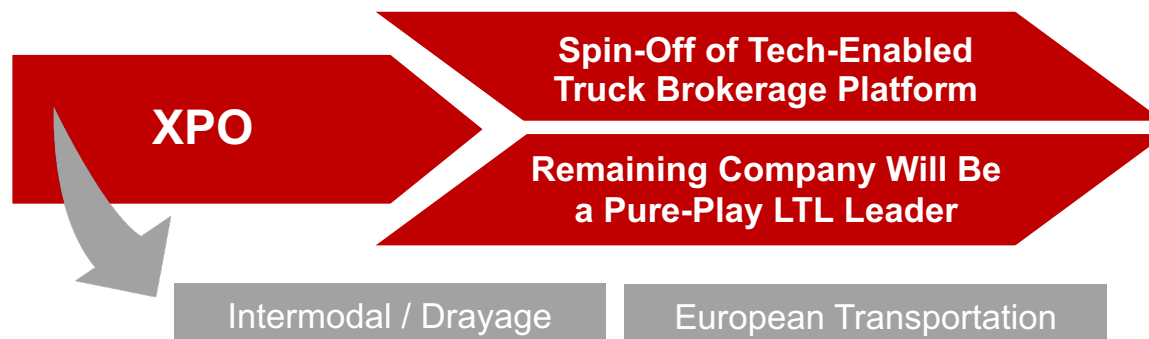 XPO
Spin-Off of Tech-Enabled
Truck Brokerage Platform
Remaining Company Will Be
a Pure-Play LTL Leader
Intermodal / Drayage
European Transportation